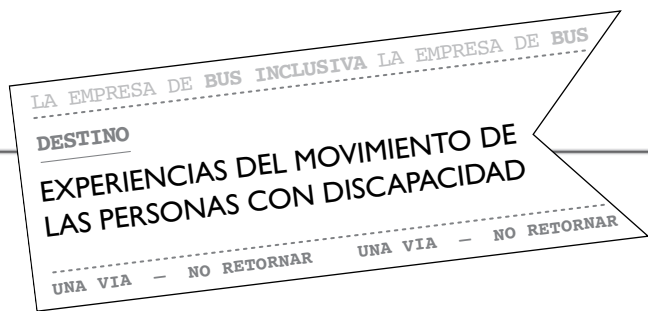 LA EMPRESA DE BUS INCLUSIVA LA EMPRESA DE BUS
DESTINO
EXPERIENCIAS DEL MOVIMIENTO DE
LAS PERSONAS CON DISCAPACIDAD
UNA VIA – NO RETORNAR UNA VIA – NO RETORNAR